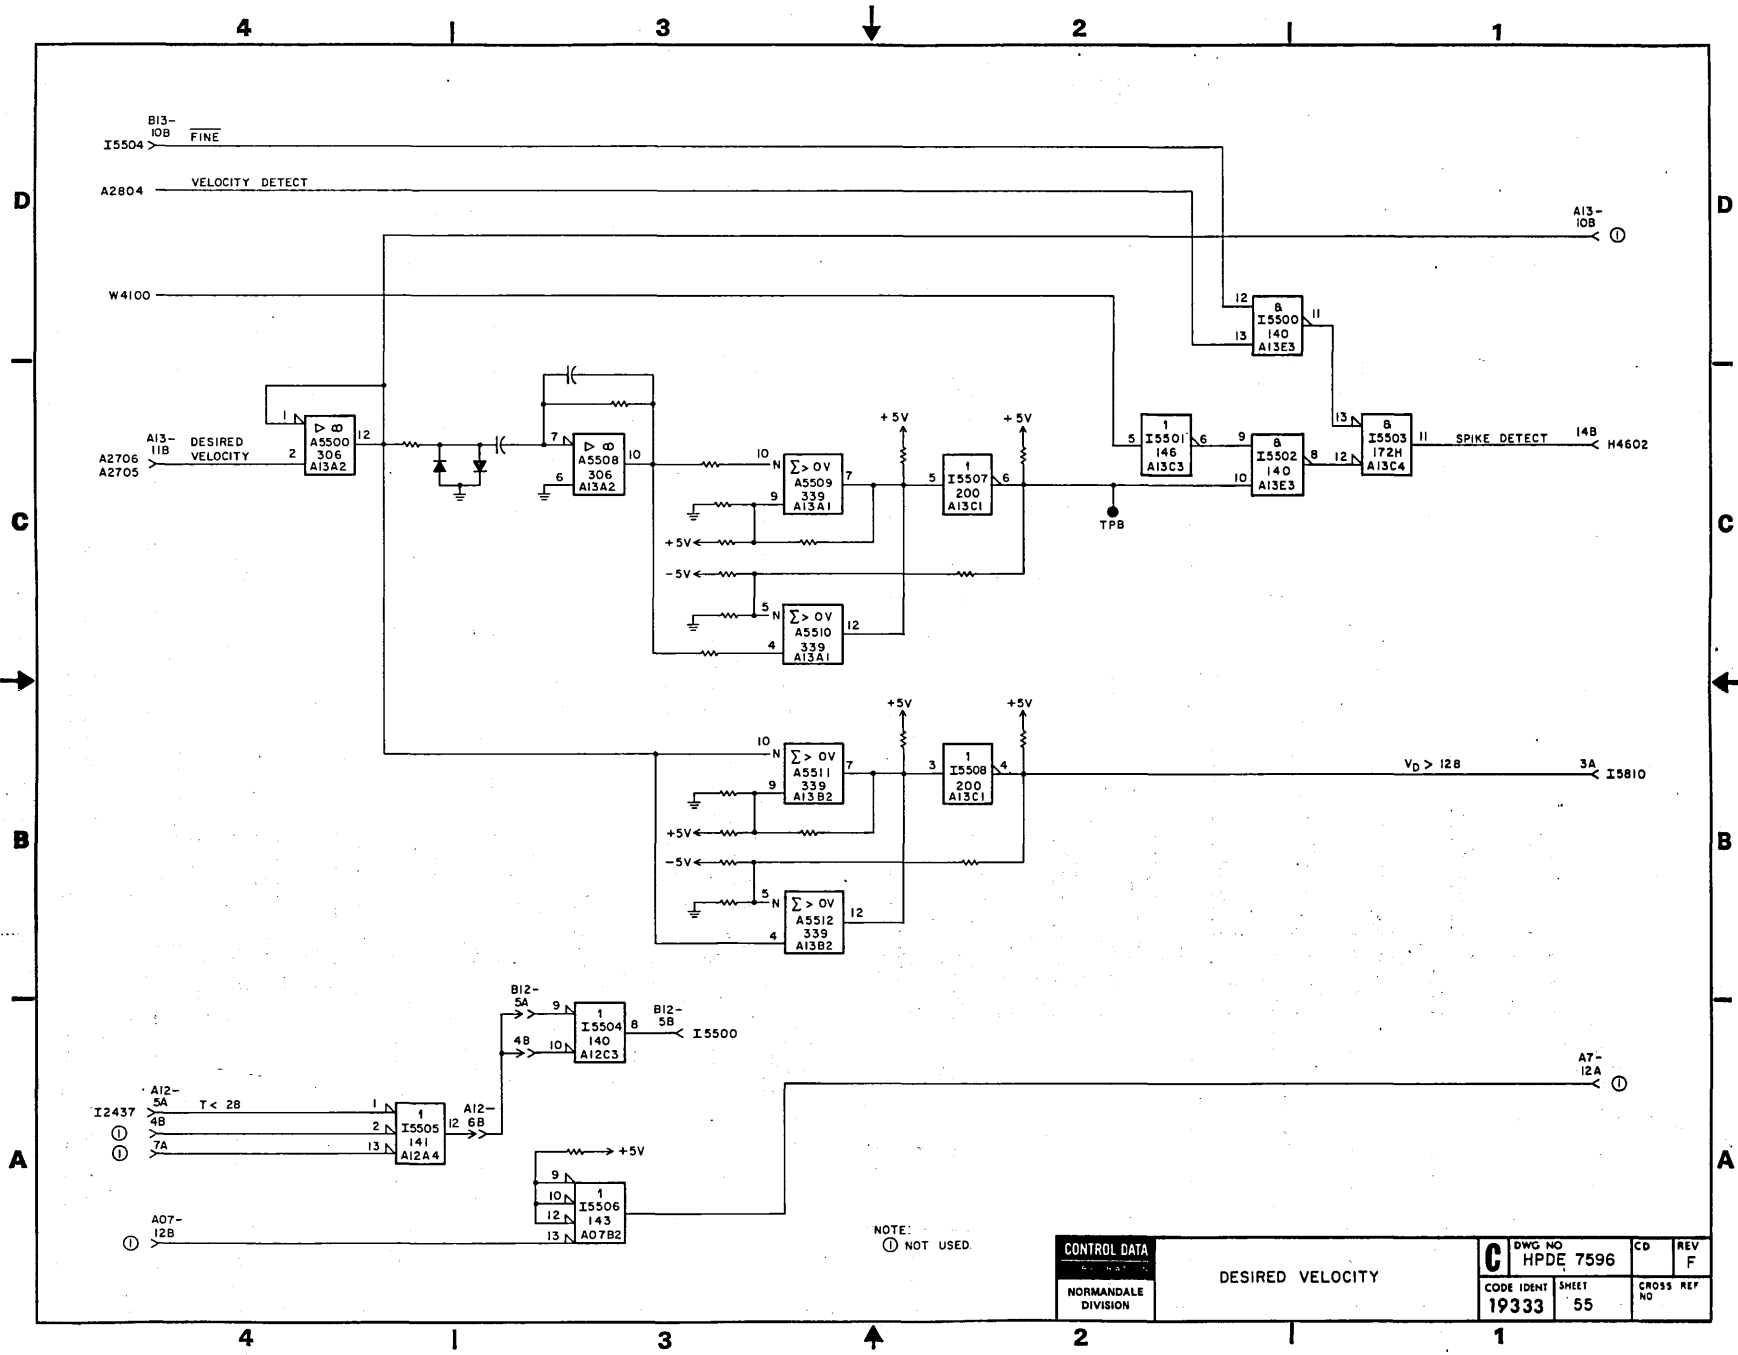 4 3 2 1
B13-
10B
FINE
I5504
VELOCITY DETECT
A2804
D
D
A13-
10B
①
W4100
12
13
&
I5500
140
A13E3
11
1
2
A13-
11B
DESIRED
VELOCITY
A2706
A2705
▷ ∞
A5500
306
A13A2
12
7
6
▷ ∞
A5508
306
A13A2
10
10
N
9
Σ> OV
A5509
339
A13A1
7
+5V
+5V
5
1
I5507
200
A13C1
6
TPB
5
1
I5501
146
A13C3
6
9
10
&
I5502
140
A13E3
8
13
12
&
I5503
172H
A13C4
11
SPIKE DETECT
14B
H4602
C
C
+5V
-5V
5
N
4
Σ> OV
A5510
339
A13A1
12
10
N
9
Σ> OV
A5511
339
A13B2
7
+5V
+5V
3
1
I5508
200
A13C1
4
VD > 128
3A
I5810
B
B
+5V
-5V
5
N
4
Σ> OV
A5512
339
A13B2
12
B12-
5A
9
4B
10
1
I5504
140
A12C3
8
B12-
5B
I5500
A7-
12A
①
A12-
5A
I2437
T< 28
4B
①
7A
①
1
2
13
1
I5505
141
A12A4
12
A12-
6B
A
A
+5V
9
10
12
13
1
I5506
143
A07B2
A07-
12B
①
NOTE:
① NOT USED.
CONTROL DATA
NORMANDALE
DIVISION
DESIRED VELOCITY
C
DWG NO
HPDE 7596
CD
REV
F
CODE IDENT
19333
SHEET
55
CROSS REF
NO
4 3 2 1